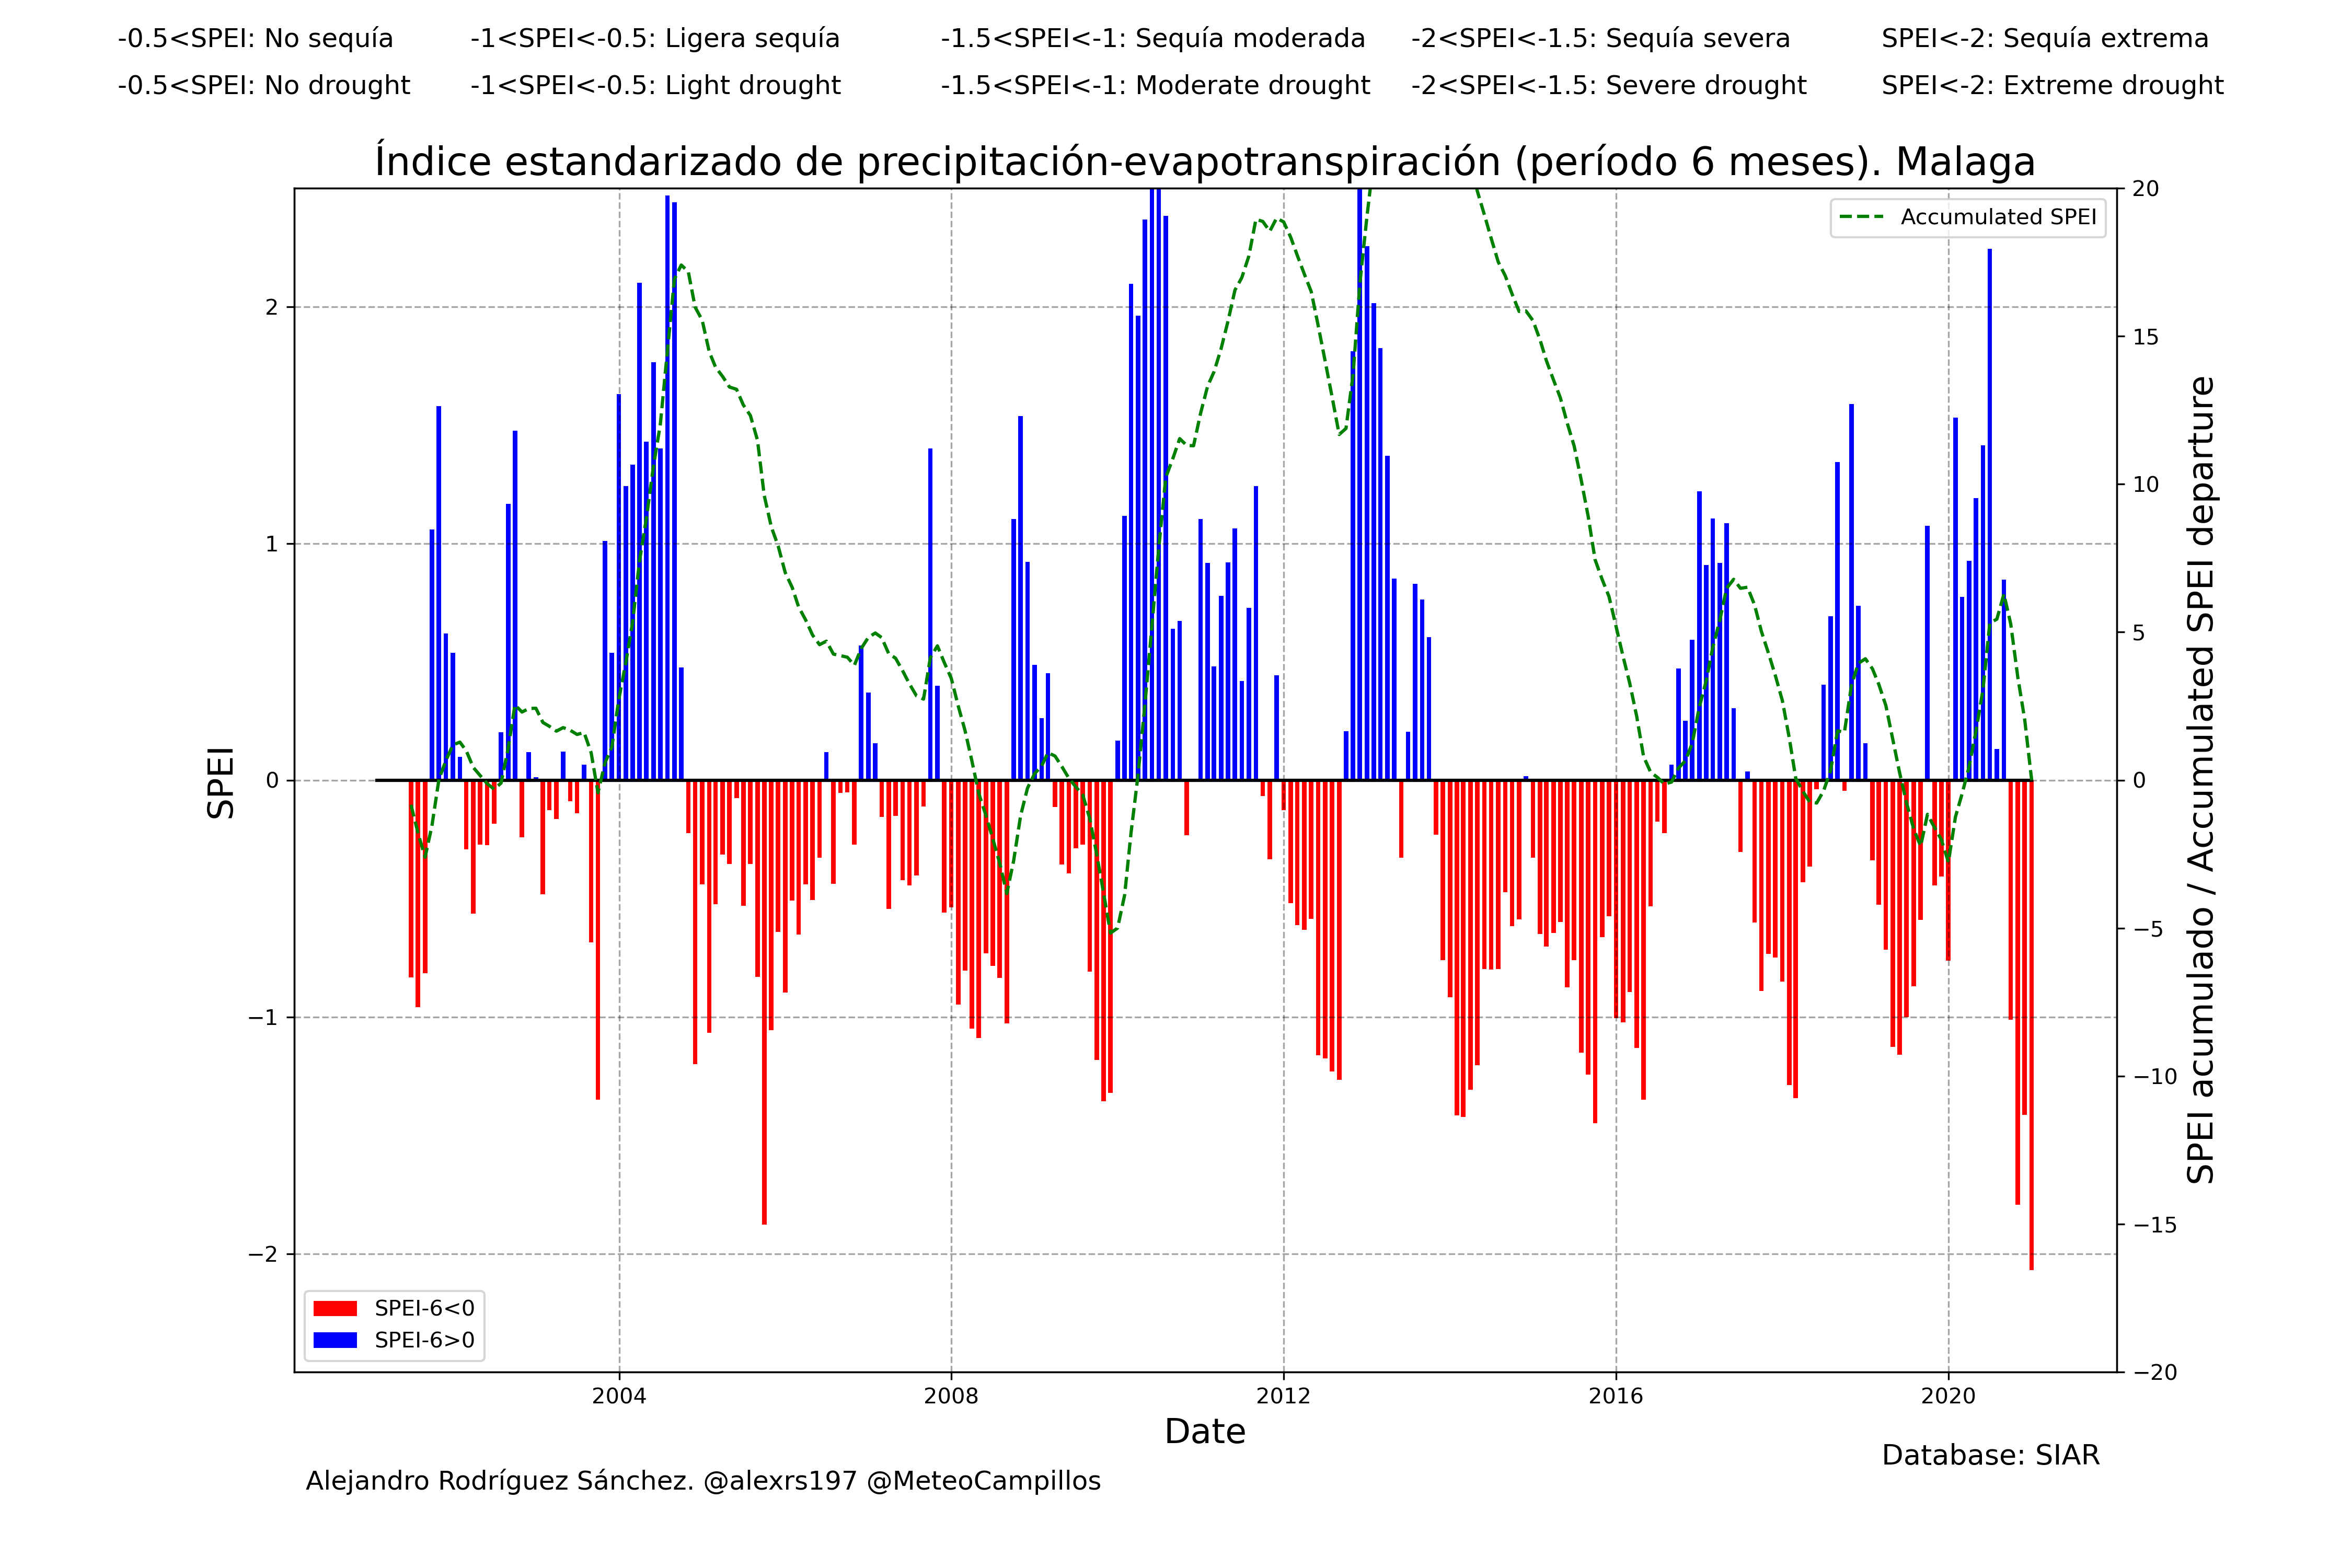 -0.5<SPEI: No sequía -1<SPEI<-0.5: Ligera sequía -1.5<SPEI<-1: Sequía moderada -2<SPEI<-1.5: Sequía severa SPEI<-2: Sequía extrema
-0.5<SPEI: No drought -1<SPEI<-0.5: Light drought -1.5<SPEI<-1: Moderate drought -2<SPEI<-1.5: Severe drought SPEI<-2: Extreme drought
Índice estandarizado de precipitación-evapotranspiración (período 6 meses). Malaga
Accumulated SPEI
SPEI
2
1
0
−1
−2
20
15
10
5
0
−5
−10
−15
−20
SPEI acumulado / Accumulated SPEI departure
SPEI-6<0
SPEI-6>0
2004 2008 2012 2016 2020
Date
Database: SIAR
Alejandro Rodríguez Sánchez. @alexrs197 @MeteoCampillos